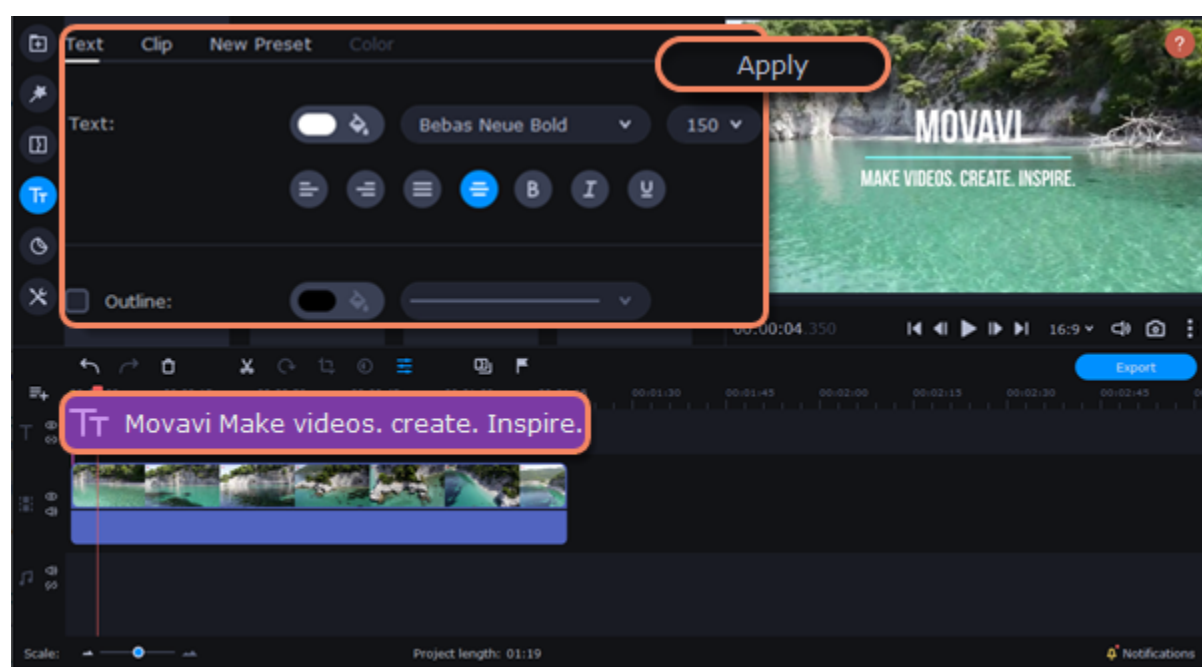 Text Clip New Preset Color
Apply
?
Text:
Bebas Neue Bold
150
B I U
Outline:
MOVAVI
MAKE VIDEOS. CREATE. INSPIRE.
00:00:04.350
16:9
Export
00:01:30 00:01:45 00:02:00 00:02:15 00:02:30 00:02:45
Tт Movavi Make videos. create. Inspire.
Scale:
Project length: 01:19
Notifications